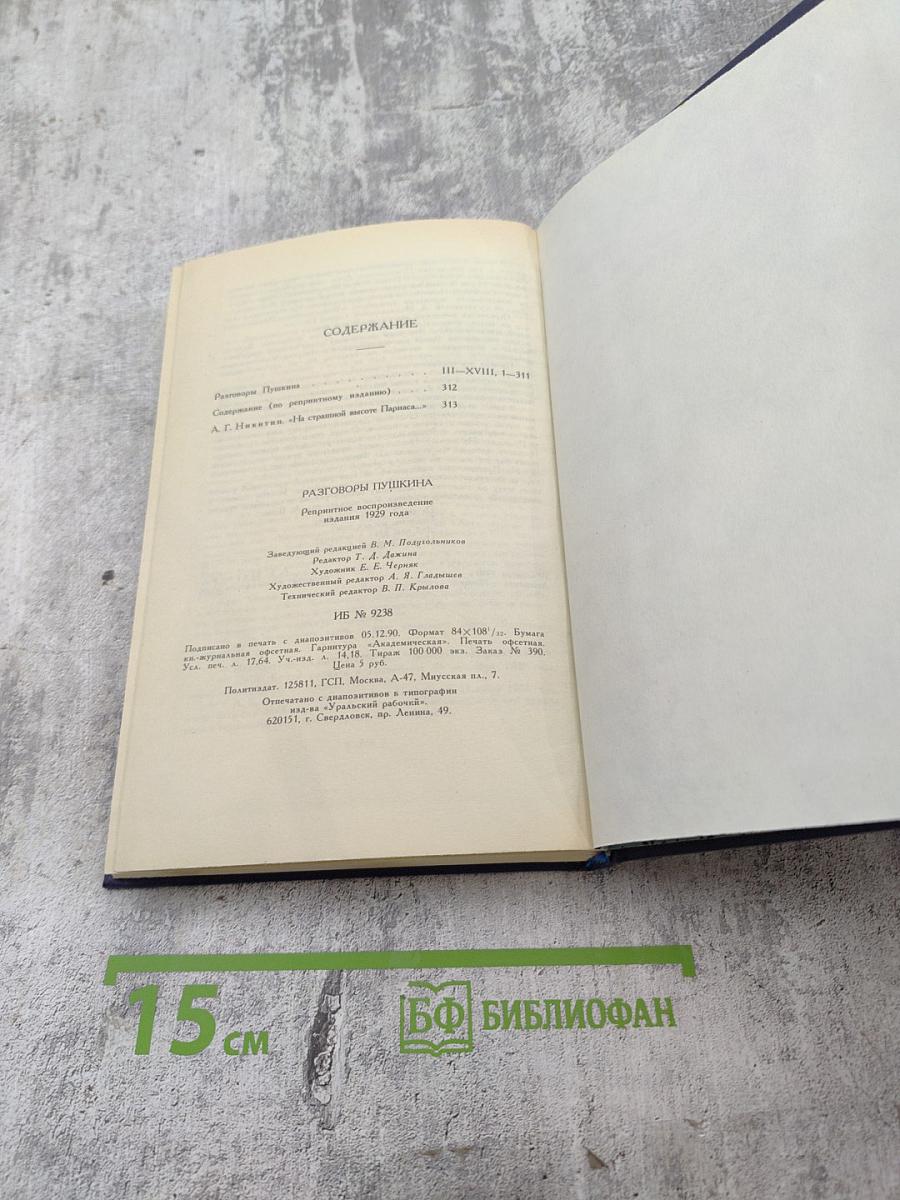 СОДЕРЖАНИЕ
Разговоры Пушкина . . . . . . . . . . . III—XVIII, 1—311
Содержание (по репринтному изданию) . . . 312
А. Г. Никитин. «На страшной высоте Парнаса...» 313
РАЗГОВОРЫ ПУШКИНА
Репринтное воспроизведение
издания 1929 года
Заведующий редакцией В. М. Подугольников
Редактор Т. Д. Дажина
Художник Е. Е. Черняк
Художественный редактор А. Я. Гладышев
Технический редактор В. П. Крылова
ИБ № 9238
Подписано в печать с диапозитивов 05.12.90. Формат 84×108¹/₃₂. Бумага
кн.-журнальная офсетная. Гарнитура «Академическая». Печать офсетная.
Усл. печ. л. 17,64. Уч.-изд. л. 14,18. Тираж 100 000 экз. Заказ № 390.
Цена 5 руб.
Политиздат. 125811, ГСП, Москва, А-47, Миусская пл., 7.
Отпечатано с диапозитивов в типографии
изд-ва «Уральский рабочий».
620151, г. Свердловск, пр. Ленина, 49.
15 см
БФ БИБЛИОФАН